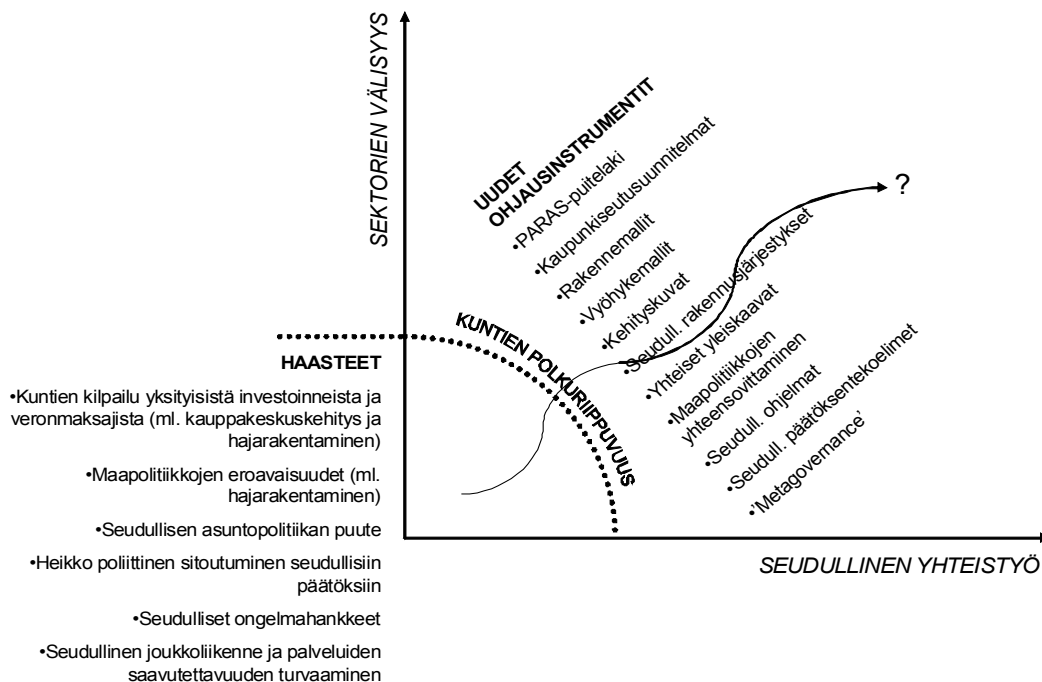 SEKTORIEN VÄLISYYS
UUDET
OHJAUSINSTRUMENTIT
•PARAS-puitelaki
•Kaupunkiseutusuunnitelmat
•Rakennemallit
•Vyöhykemallit
•Kehityskuvat
•Seudull. rakennusjärjestykset
•Yhteiset yleiskaavat
•Maapolitiikkojen
yhteensovittaminen
•Seudull. ohjelmat
•Seudull. päätöksentekoelimet
•'Metagovernance'
?
KUNTIEN POLKURIIPPUVUUS
HAASTEET
•Kuntien kilpailu yksityisistä investoinneista ja
veronmaksajista (ml. kauppakeskuskehitys ja
hajarakentaminen)
•Maapolitiikkojen eroavaisuudet (ml.
hajarakentaminen)
•Seudullisen asuntopolitiikan puute
•Heikko poliittinen sitoutuminen seudullisiin
päätöksiin
•Seudulliset ongelmahankkeet
•Seudullinen joukkoliikenne ja palveluiden
saavutettavuuden turvaaminen
SEUDULLINEN YHTEISTYÖ